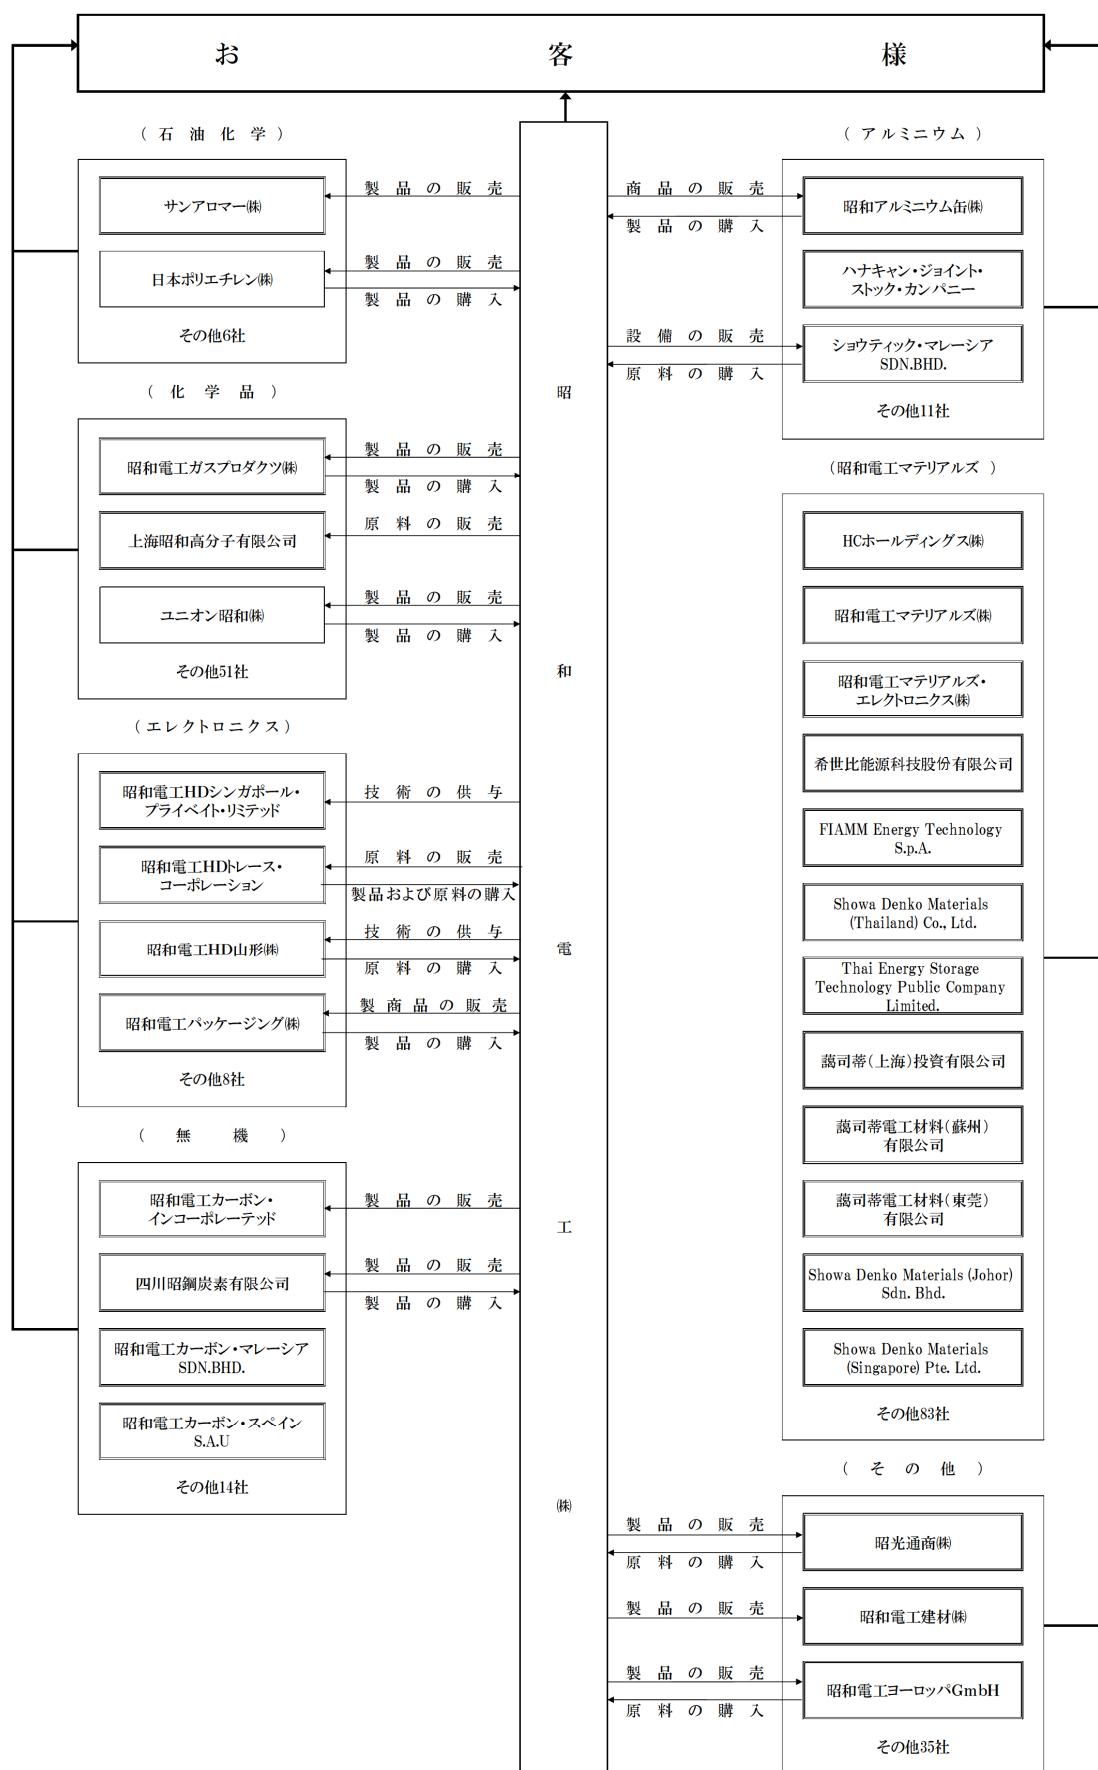 お客様
(石油化学)
サンアロマー㈱
製品の販売
日本ポリエチレン㈱
製品の販売
製品の購入
その他6社
(化学品)
昭和電工ガスプロダクツ㈱
製品の販売
製品の購入
上海昭和高分子有限公司
原料の販売
ユニオン昭和㈱
製品の販売
製品の購入
その他51社
(エレクトロニクス)
昭和電工HDシンガポール・
プライベイト・リミテッド
技術の供与
昭和電工HDトレース・
コーポレーション
原料の販売
製品および原料の購入
昭和電工HD山形㈱
技術の供与
原料の購入
昭和電工パッケージング㈱
製商品の販売
製品の購入
その他8社
(無機)
昭和電工カーボン・
インコーポレーテッド
製品の販売
四川昭鋼炭素有限公司
製品の販売
製品の購入
昭和電工カーボン・マレーシア
SDN.BHD.
昭和電工カーボン・スペイン
S.A.U
その他14社
昭和電工㈱
(アルミニウム)
商品の販売
製品の購入
昭和アルミニウム缶㈱
ハナキャン・ジョイント・
ストック・カンパニー
設備の販売
原料の購入
ショウティック・マレーシア
SDN.BHD.
その他11社
(昭和電工マテリアルズ)
HCホールディングス㈱
昭和電工マテリアルズ㈱
昭和電工マテリアルズ・
エレクトロニクス㈱
希世比能源科技股份有限公司
FIAMM Energy Technology
S.p.A.
Showa Denko Materials
(Thailand) Co., Ltd.
Thai Energy Storage
Technology Public Company
Limited.
藹司蒂(上海)投資有限公司
藹司蒂電工材料(蘇州)
有限公司
藹司蒂電工材料(東莞)
有限公司
Showa Denko Materials (Johor)
Sdn. Bhd.
Showa Denko Materials
(Singapore) Pte. Ltd.
その他83社
(その他)
製品の販売
原料の購入
昭光通商㈱
製品の販売
昭和電工建材㈱
製品の販売
原料の購入
昭和電工ヨーロッパGmbH
その他35社